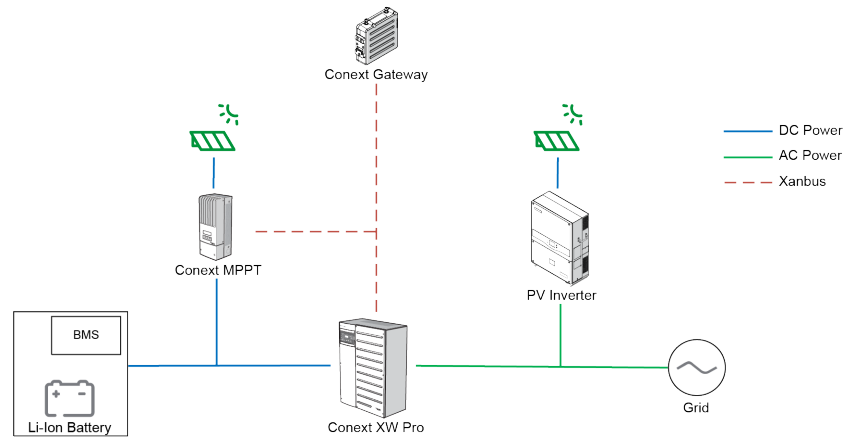 Conext Gateway
DC Power
AC Power
Xanbus
Conext MPPT
PV Inverter
BMS
Li-Ion Battery
Conext XW Pro
Grid